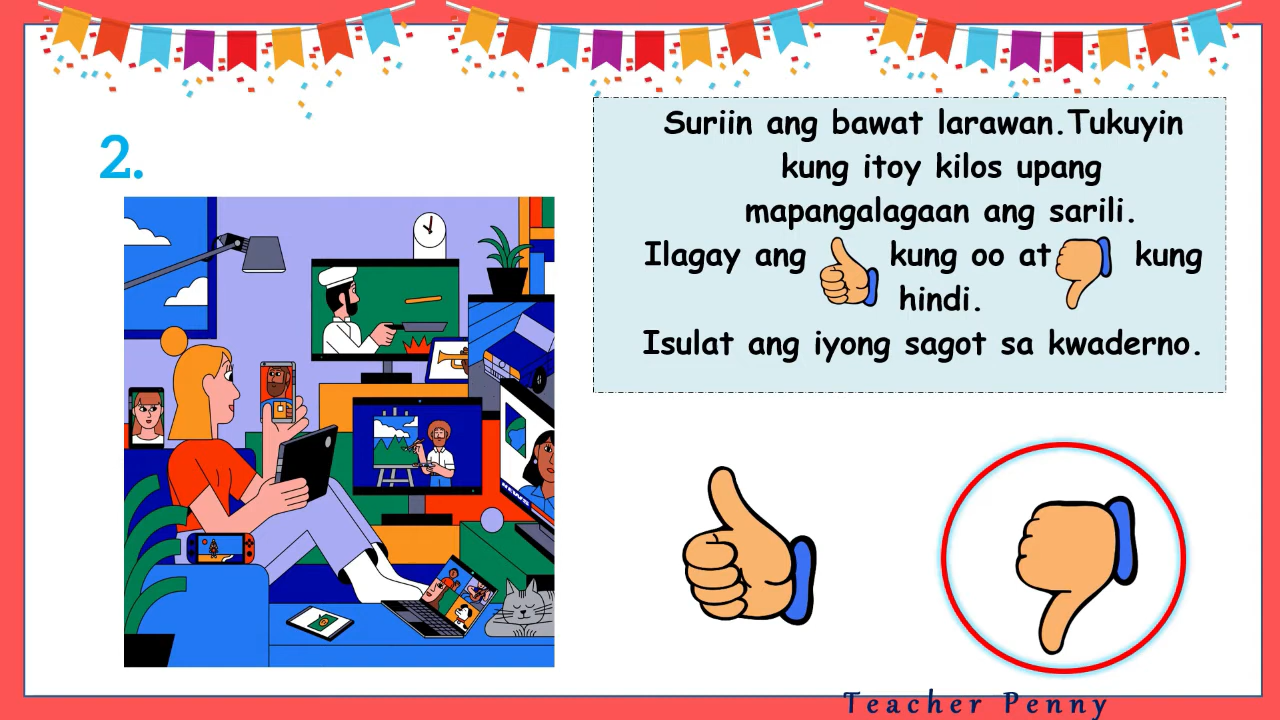 2.
Suriin ang bawat larawan.Tukuyin
kung itoy kilos upang
mapangalagaan ang sarili.
Ilagay ang kung oo at kung
hindi.
Isulat ang iyong sagot sa kwaderno.
NEWS
Teacher Penny